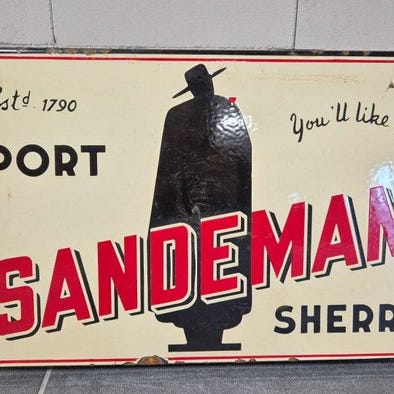 Estd. 1790
You'll like
PORT
SANDEMAN
SHERR